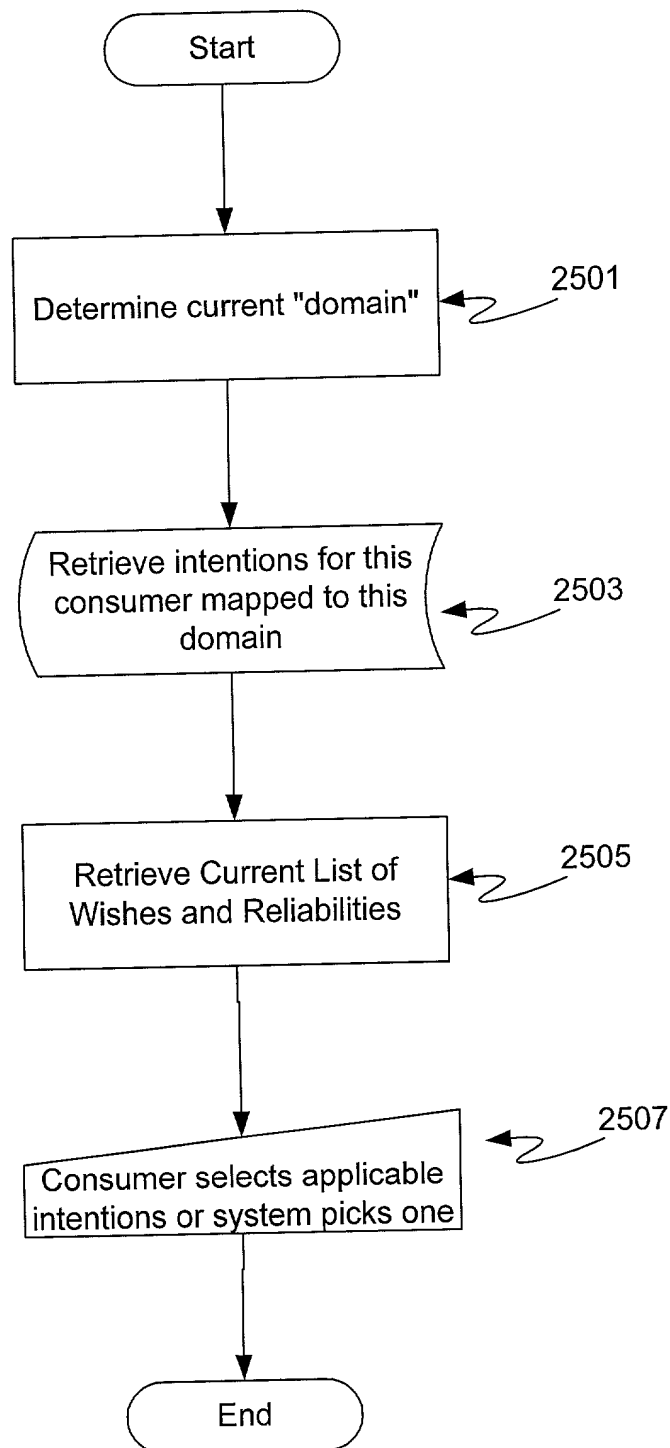 Start
Determine current "domain"
2501
Retrieve intentions for this
consumer mapped to this
domain
2503
Retrieve Current List of
Wishes and Reliabilities
2505
Consumer selects applicable
intentions or system picks one
2507
End